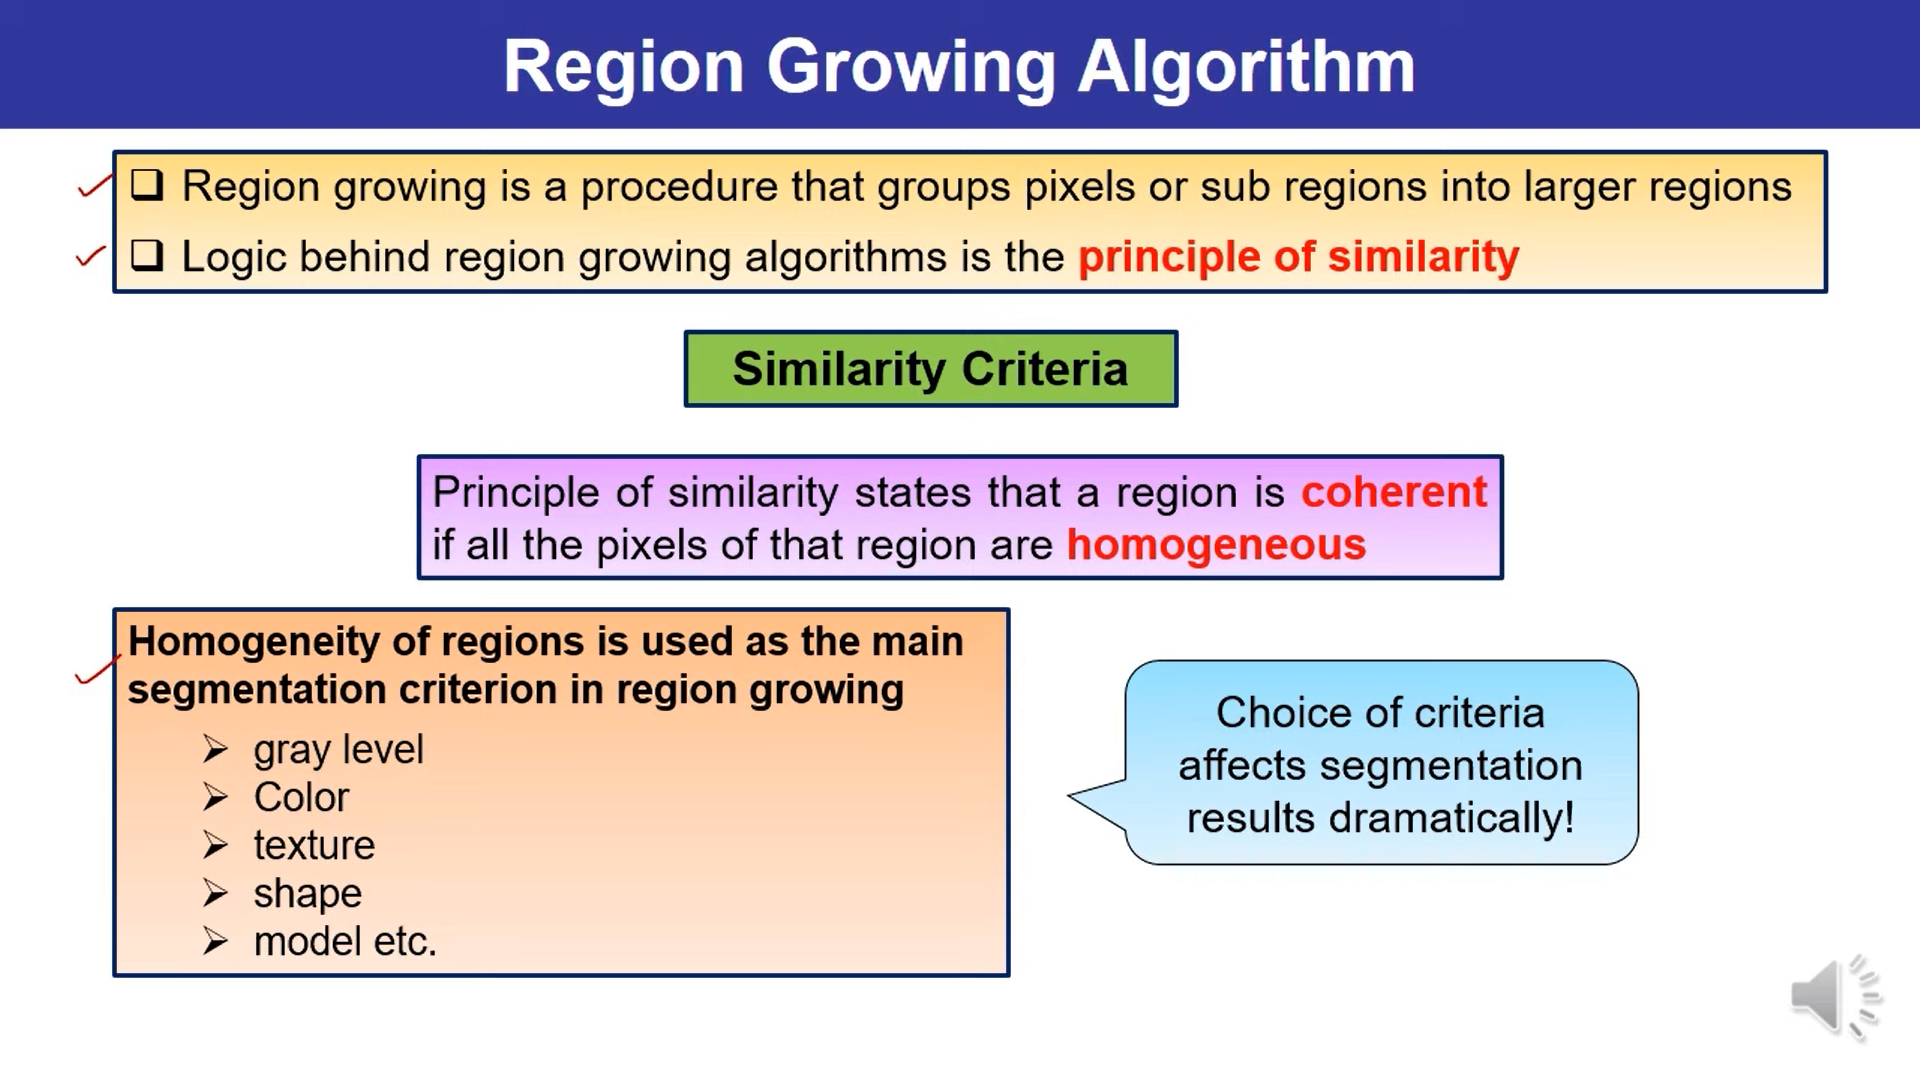 Region Growing Algorithm
Region growing is a procedure that groups pixels or sub regions into larger regions
Logic behind region growing algorithms is the principle of similarity
Similarity Criteria
Principle of similarity states that a region is coherent
if all the pixels of that region are homogeneous
Homogeneity of regions is used as the main
segmentation criterion in region growing
gray level
Color
texture
shape
model etc.
Choice of criteria
affects segmentation
results dramatically!